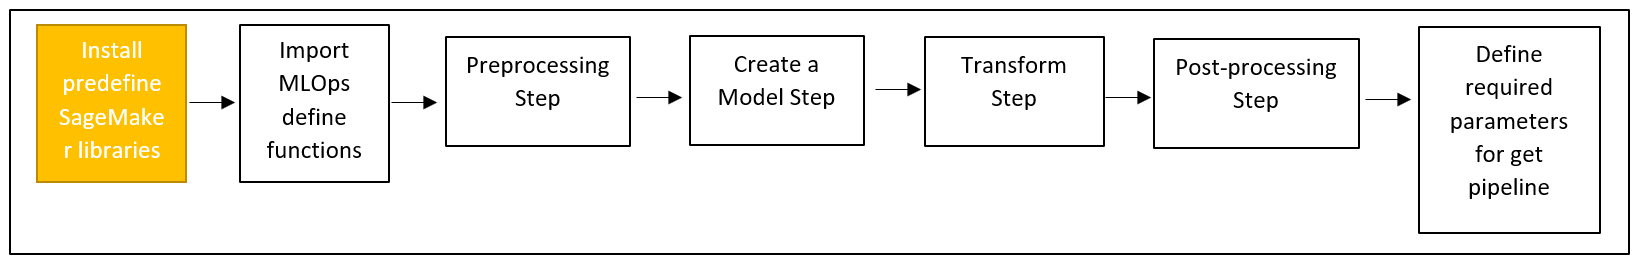 Install
predefine
SageMake
r libraries
Import
MLOps
define
functions
Preprocessing
Step
Create a
Model Step
Transform
Step
Post-processing
Step
Define
required
parameters
for get
pipeline